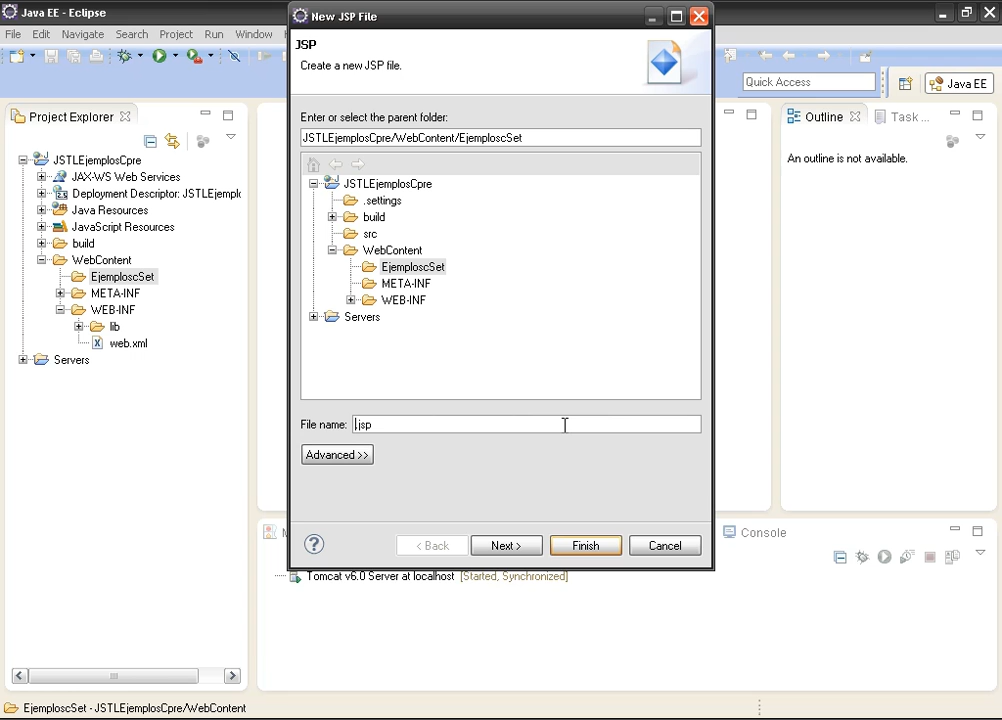 Java EE - Eclipse
File Edit Navigate Search Project Run Window
Quick Access
Java EE
Project Explorer
JSTLEjemplosCpre
JAX-WS Web Services
Deployment Descriptor: JSTLEjempl
Java Resources
JavaScript Resources
build
WebContent
EjemploscSet
META-INF
WEB-INF
lib
web.xml
Servers
New JSP File
JSP
Create a new JSP file.
Enter or select the parent folder:
JSTLEjemplosCpre/WebContent/EjemploscSet
JSTLEjemplosCpre
.settings
build
src
WebContent
EjemploscSet
META-INF
WEB-INF
Servers
File name: .jsp
Advanced >>
? < Back Next > Finish Cancel
Outline Task ...
An outline is not available.
Console
Tomcat v6.0 Server at localhost [Started, Synchronized]
EjemploscSet - JSTLEjemplosCpre/WebContent